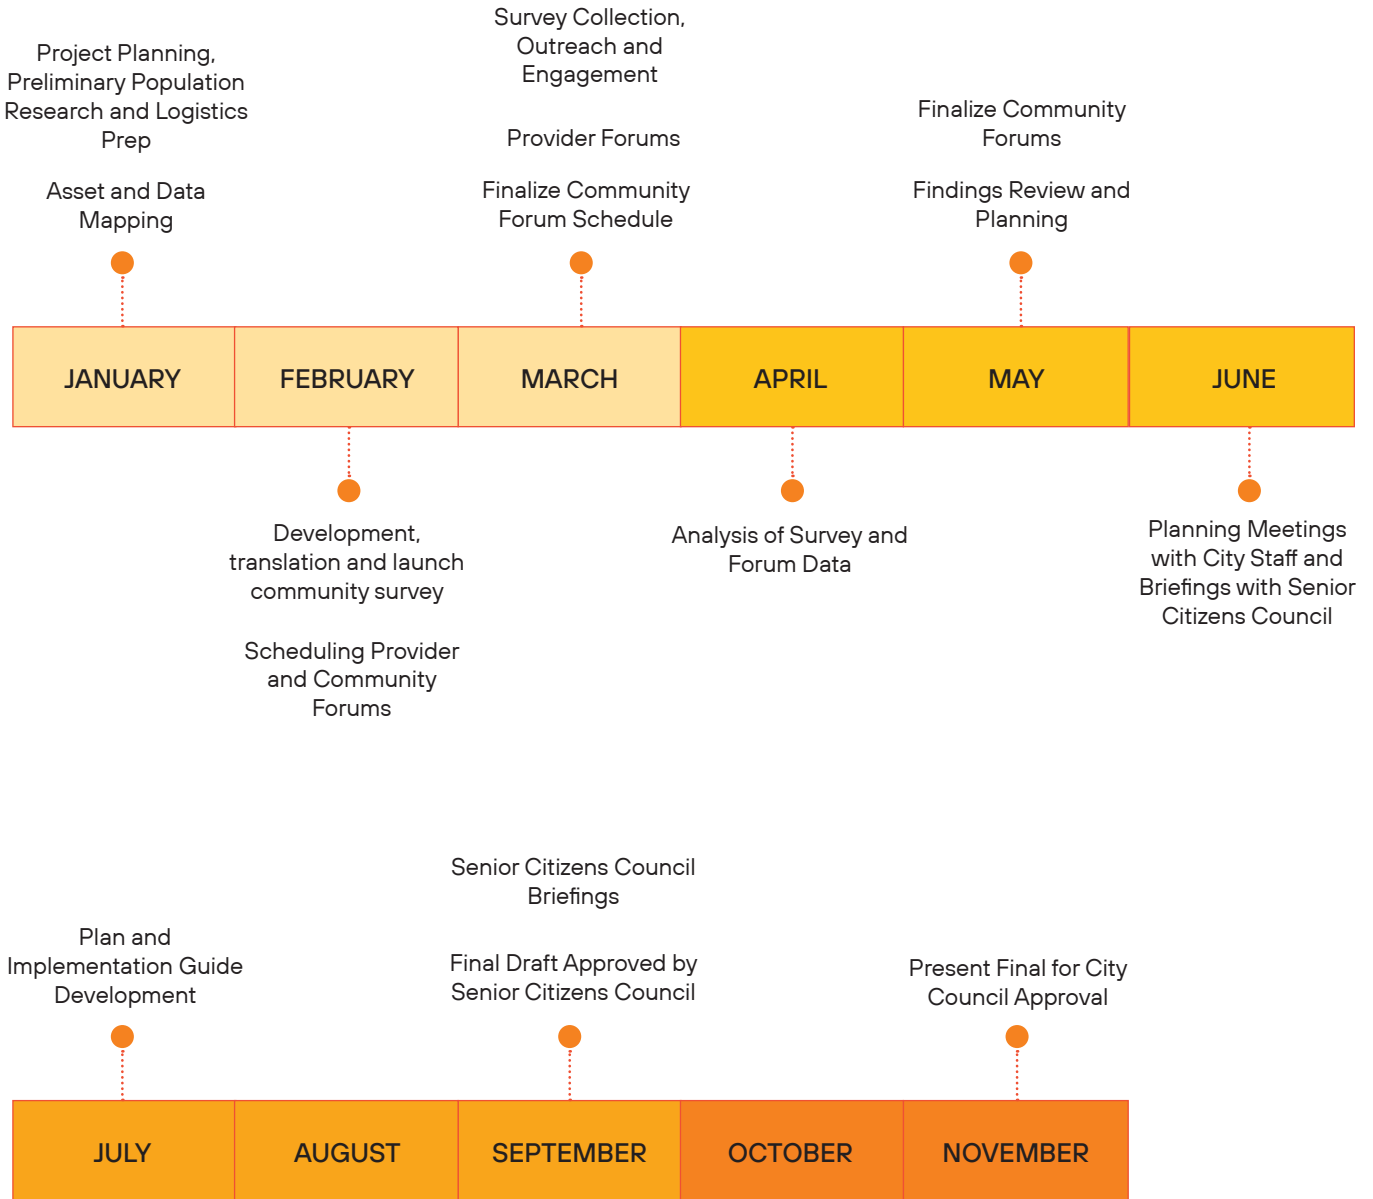 Project Planning,
Preliminary Population
Research and Logistics
Prep
Asset and Data
Mapping
Survey Collection,
Outreach and
Engagement
Provider Forums
Finalize Community
Forum Schedule
Finalize Community
Forums
Findings Review and
Planning
JANUARY
FEBRUARY
MARCH
APRIL
MAY
JUNE
Development,
translation and launch
community survey
Scheduling Provider
and Community
Forums
Analysis of Survey and
Forum Data
Planning Meetings
with City Staff and
Briefings with Senior
Citizens Council
Plan and
Implementation Guide
Development
Senior Citizens Council
Briefings
Final Draft Approved by
Senior Citizens Council
Present Final for City
Council Approval
JULY
AUGUST
SEPTEMBER
OCTOBER
NOVEMBER